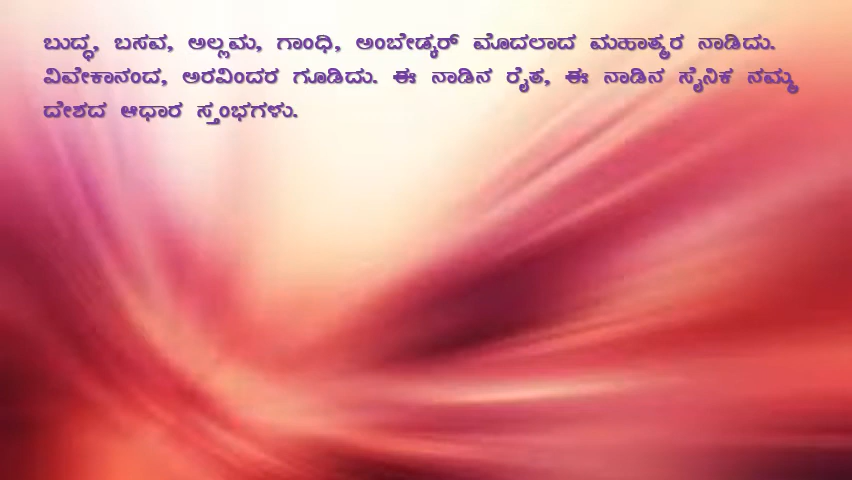 ಬುದ್ಧ, ಬಸವ, ಅಲ್ಲಮ, ಗಾಂಧಿ, ಅಂಬೇಡ್ಕರ್ ಮೊದಲಾದ ಮಹಾತ್ಮರ ನಾಡಿದು.
ವಿವೇಕಾನಂದ, ಅರವಿಂದರ ಗೂಡಿದು. ಈ ನಾಡಿನ ರೈತ, ಈ ನಾಡಿನ ಸೈನಿಕ ನಮ್ಮ
ದೇಶದ ಆಧಾರ ಸ್ತಂಭಗಳು.